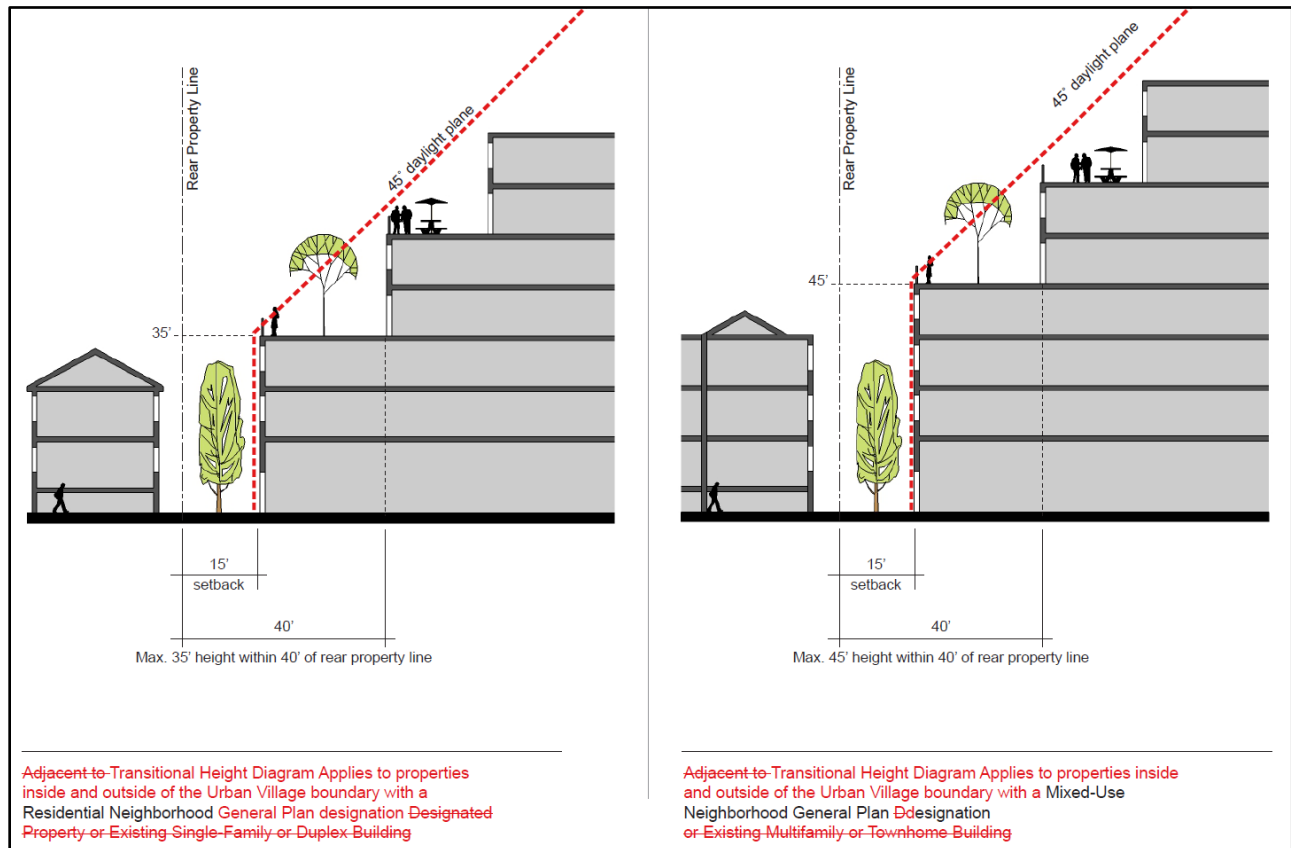 Rear Property Line
45° daylight plane
35'
15'
setback
40'
Max. 35' height within 40' of rear property line
Adjacent to Transitional Height Diagram Applies to properties
inside and outside of the Urban Village boundary with a
Residential Neighborhood General Plan designation Designated
Property or Existing Single-Family or Duplex Building
Rear Property Line
45° daylight plane
45'
15'
setback
40'
Max. 45' height within 40' of rear property line
Adjacent to Transitional Height Diagram Applies to properties inside
and outside of the Urban Village boundary with a Mixed-Use
Neighborhood General Plan Ddesignation
or Existing Multifamily or Townhome Building